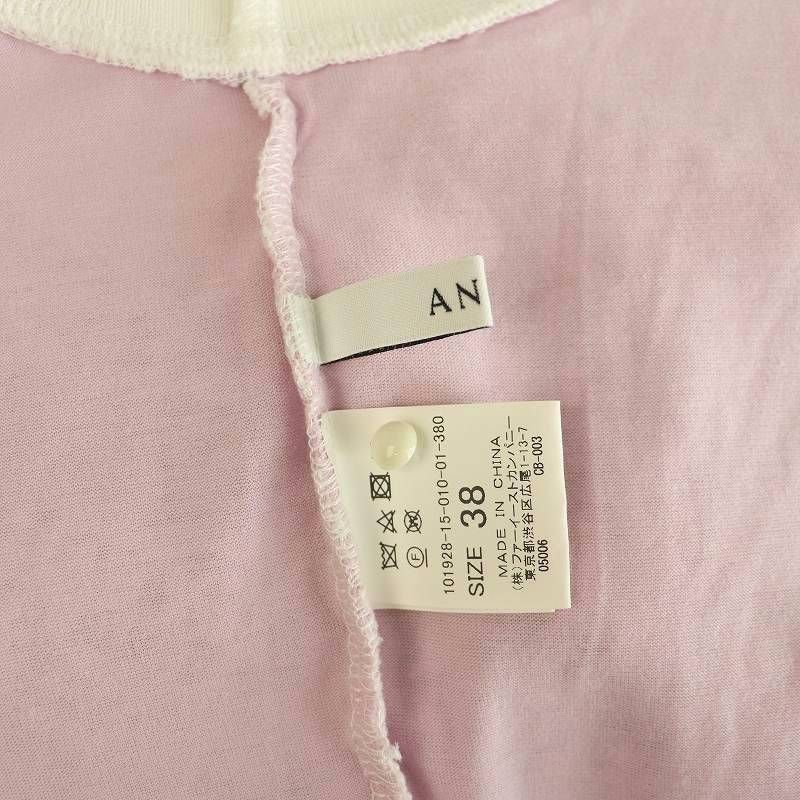 AN
101928-15-010-01-380
SIZE 38
MADE IN CHINA
(株)ファーイーストカンパニー
東京都渋谷区広尾1-13-7
05006 CB-003
F